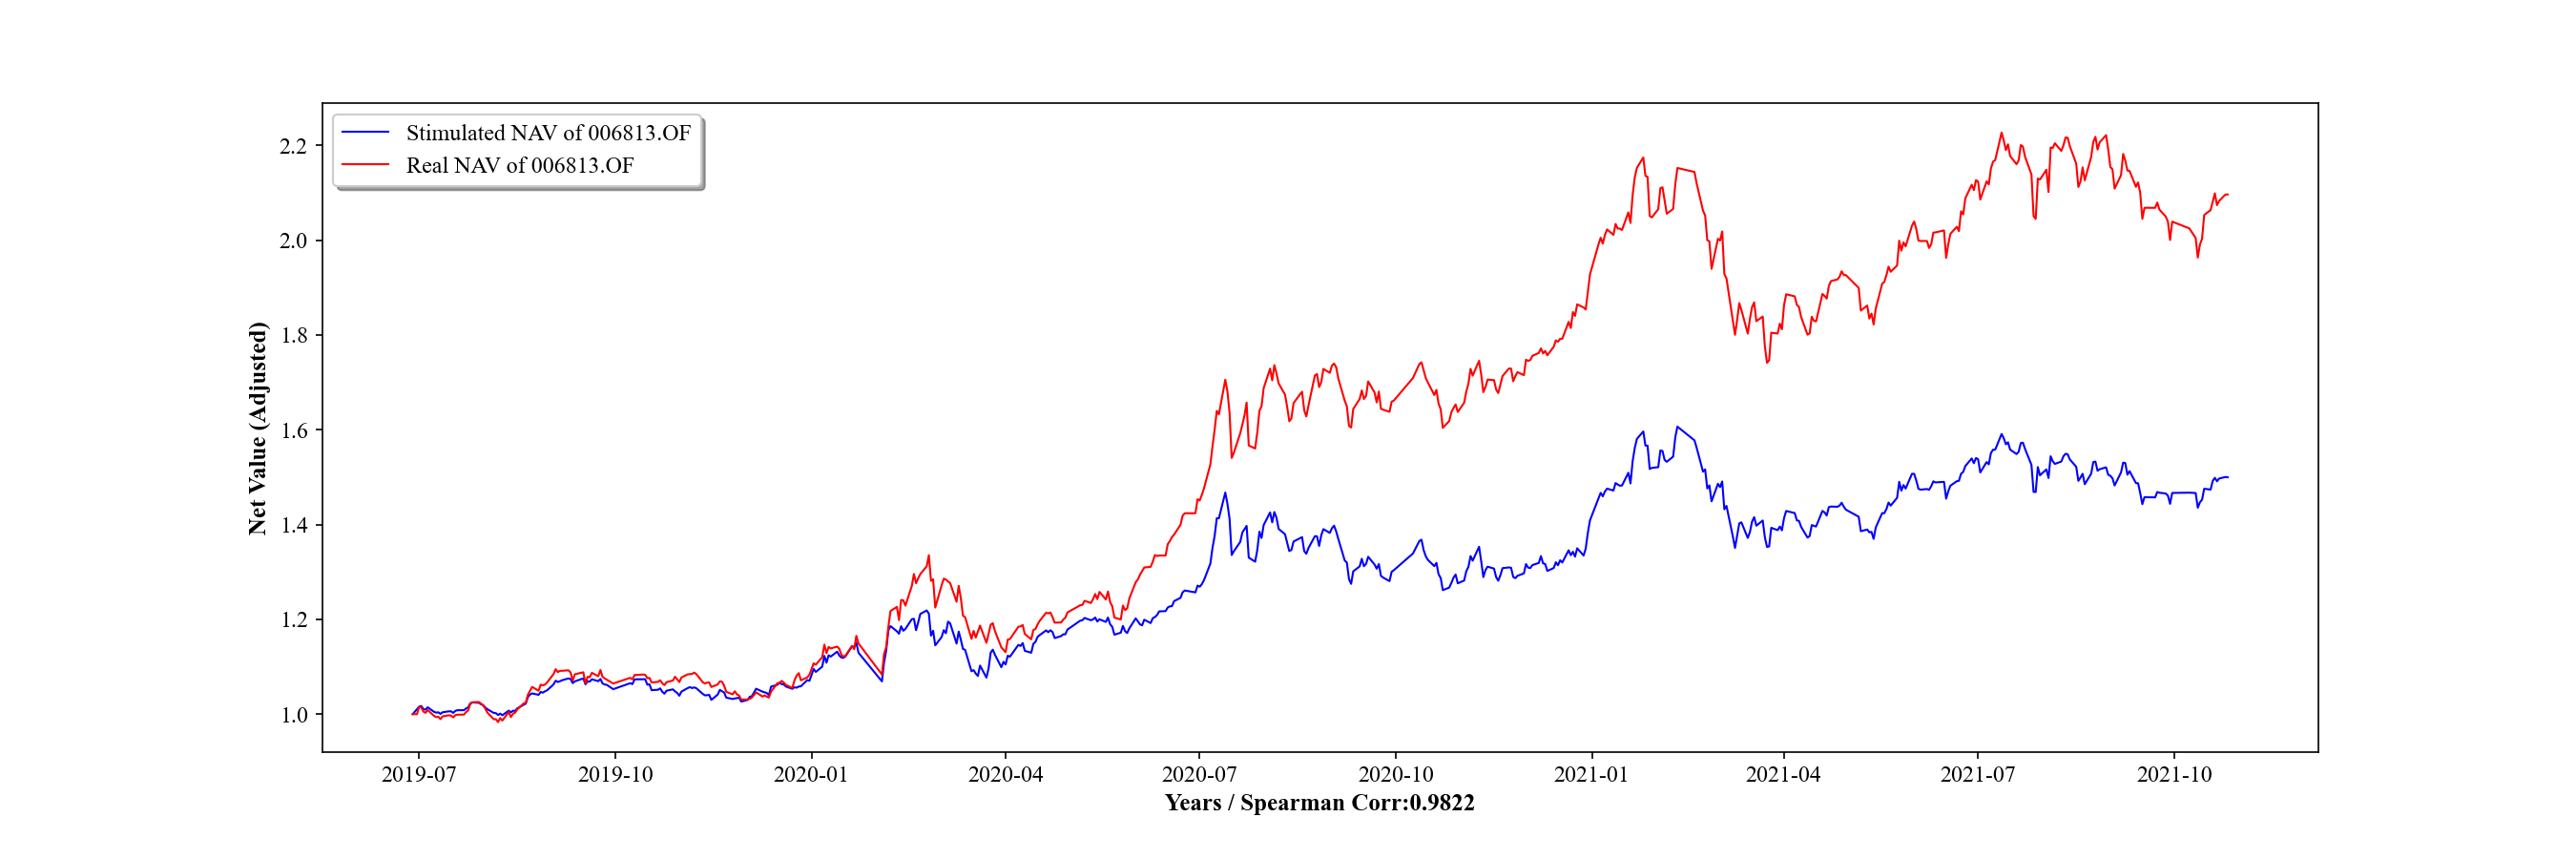 Stimulated NAV of 006813.OF
Real NAV of 006813.OF
2.2
2.0
1.8
1.6
1.4
1.2
1.0
Net Value (Adjusted)
2019-07 2019-10 2020-01 2020-04 2020-07 2020-10 2021-01 2021-04 2021-07 2021-10
Years / Spearman Corr:0.9822